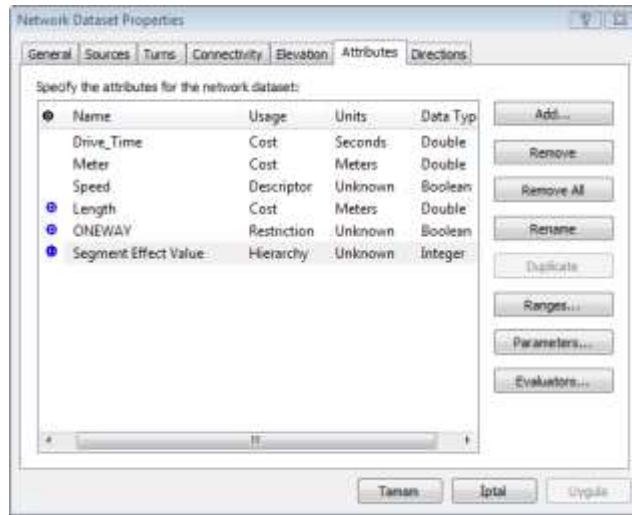 Network Dataset Properties
General Sources Turns Connectivity Elevation Attributes Directions
Specify the attributes for the network dataset:
Name Usage Units Data Typ
Drive_Time Cost Seconds Double
Meter Cost Meters Double
Speed Descriptor Unknown Boolean
Length Cost Meters Double
ONEWAY Restriction Unknown Boolean
Segment Effect Value Hierarchy Unknown Integer
Add...
Remove
Remove All
Rename
Duplicate
Ranges...
Parameters...
Evaluators...
Tamam İptal Uygula